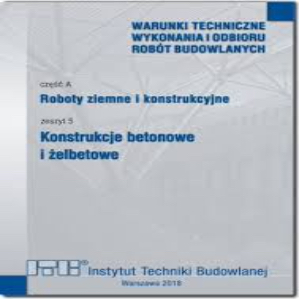 WARUNKI TECHNICZNE
WYKONANIA I ODBIORU
ROBÓT BUDOWLANYCH
część A
Roboty ziemne i konstrukcyjne
zeszyt 5
Konstrukcje betonowe
i żelbetowe
ITB® Instytut Techniki Budowlanej
Warszawa 2018